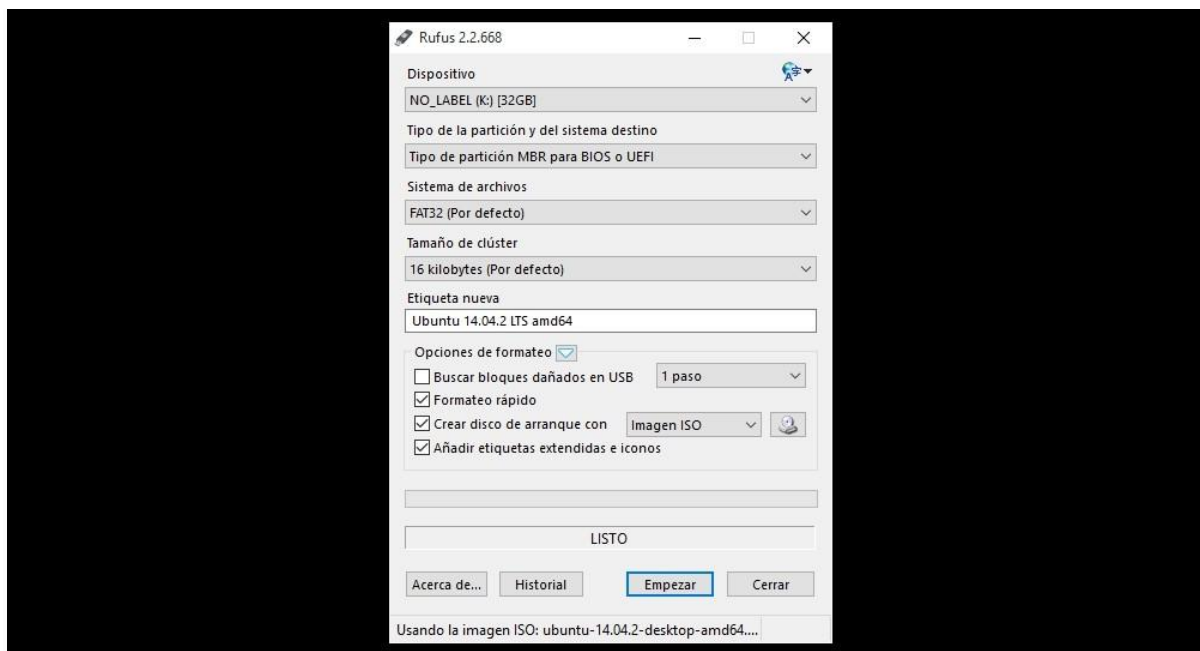 Rufus 2.2.668
Dispositivo
NO_LABEL (K:) [32GB]
Tipo de la partición y del sistema destino
Tipo de partición MBR para BIOS o UEFI
Sistema de archivos
FAT32 (Por defecto)
Tamaño de clúster
16 kilobytes (Por defecto)
Etiqueta nueva
Ubuntu 14.04.2 LTS amd64
Opciones de formateo
Buscar bloques dañados en USB 1 paso
Formateo rápido
Crear disco de arranque con Imagen ISO
Añadir etiquetas extendidas e iconos
LISTO
Acerca de... Historial Empezar Cerrar
Usando la imagen ISO: ubuntu-14.04.2-desktop-amd64....